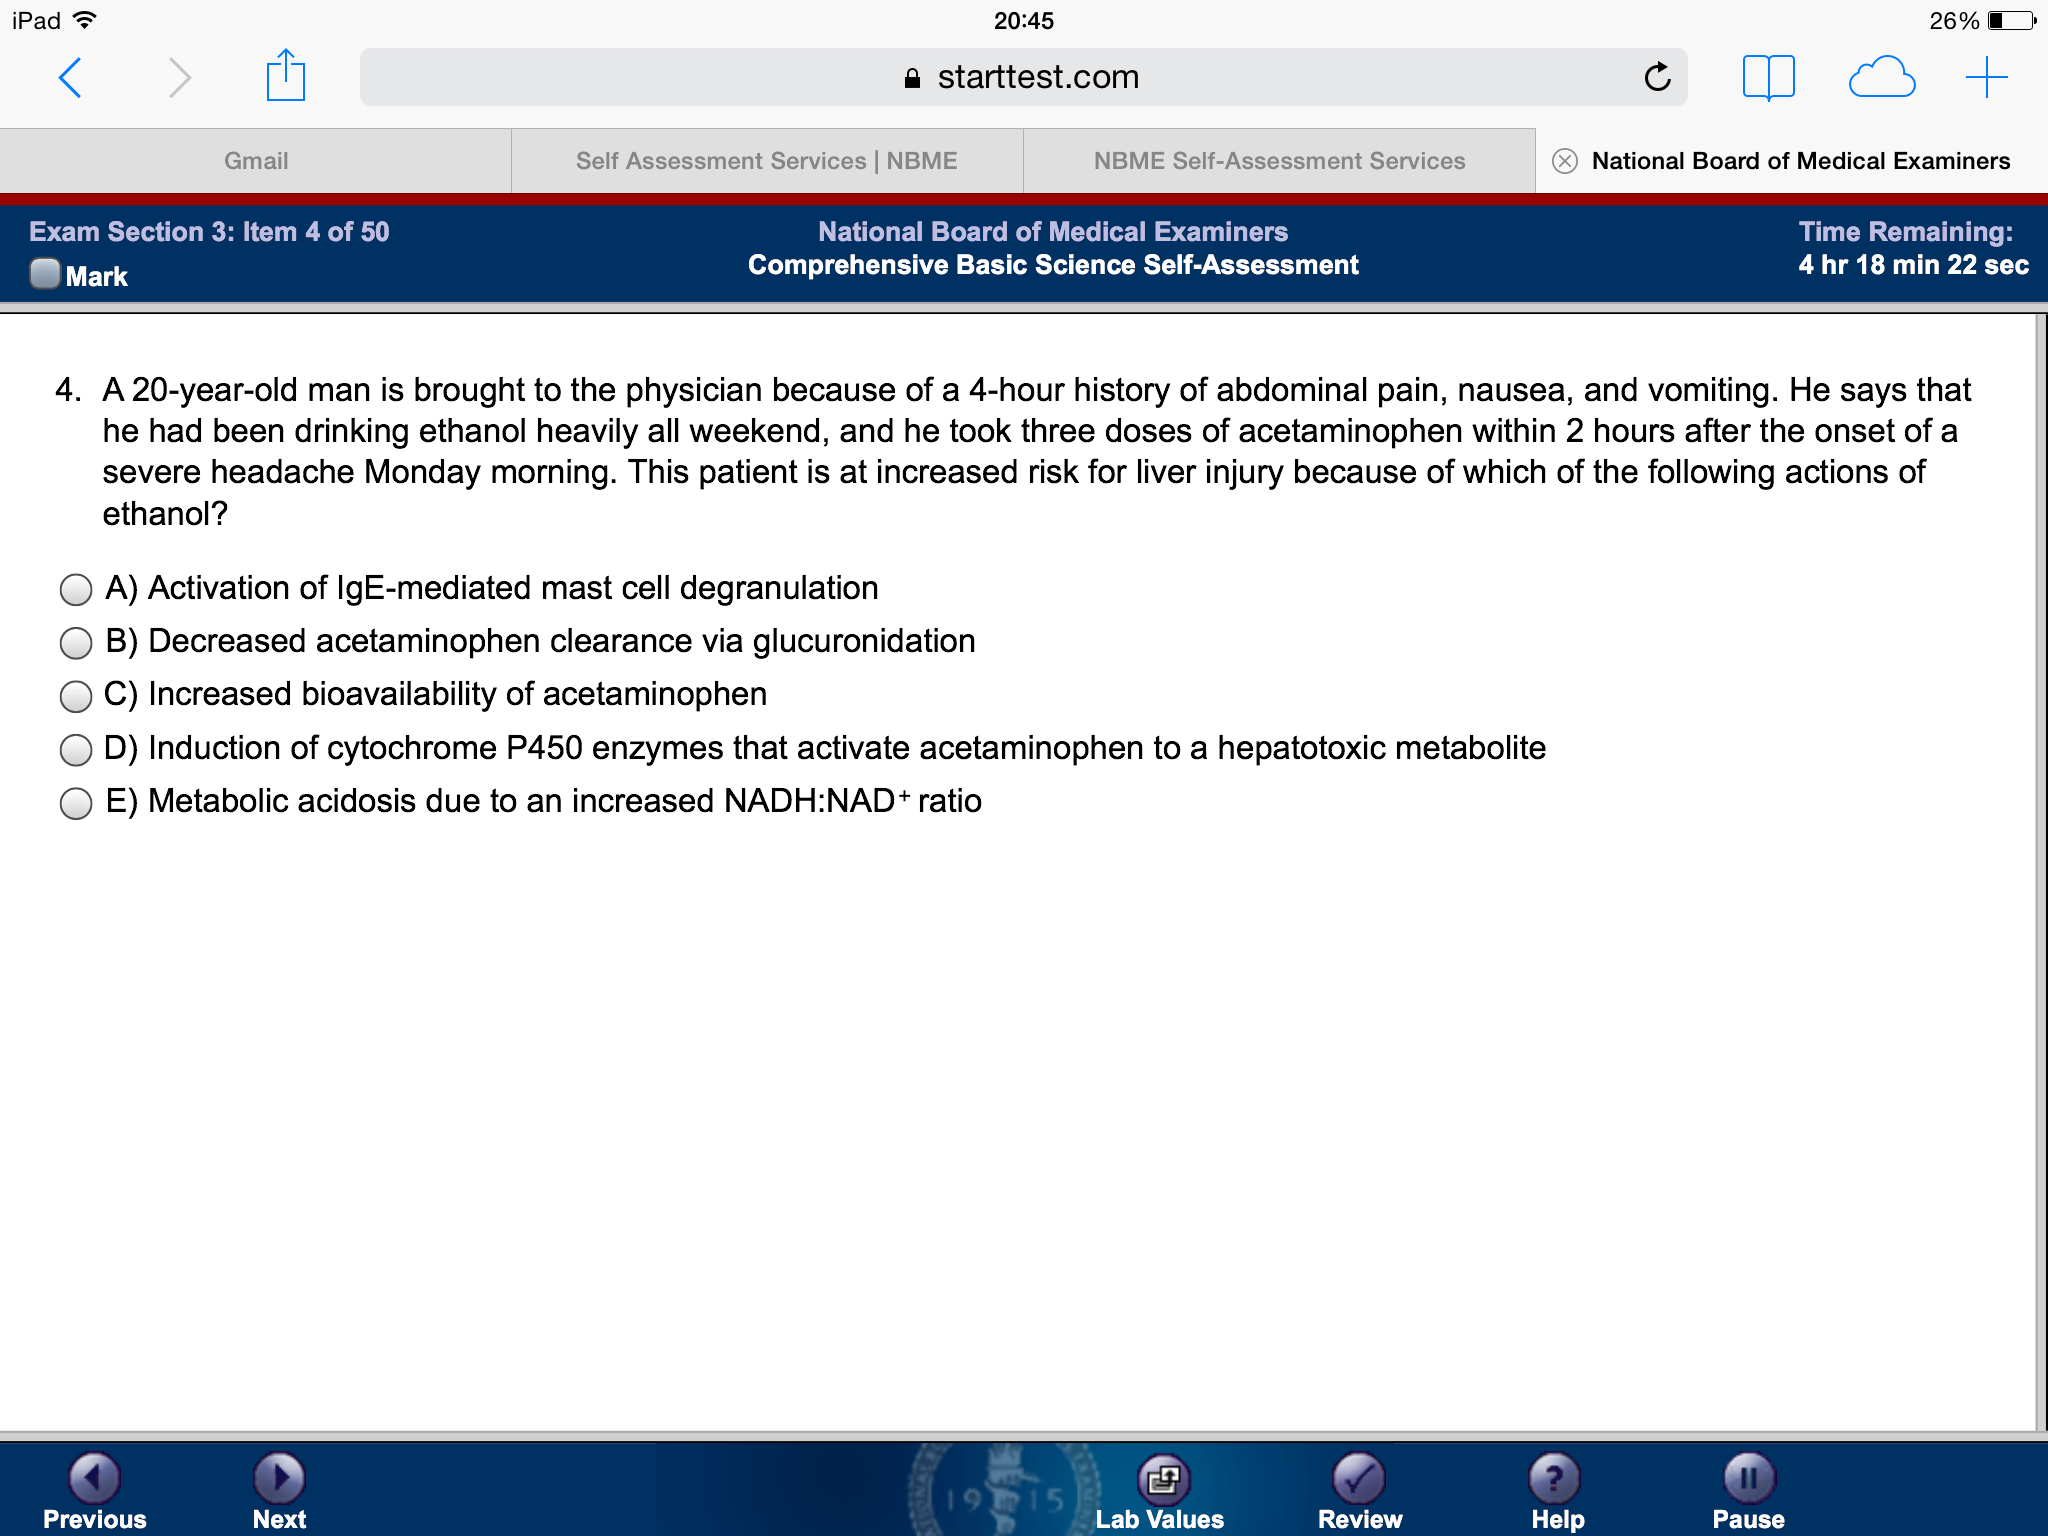 iPad
20:45
26%
starttest.com
Gmail
Self Assessment Services | NBME
NBME Self-Assessment Services
National Board of Medical Examiners
Exam Section 3: Item 4 of 50
National Board of Medical Examiners
Time Remaining:
Mark
Comprehensive Basic Science Self-Assessment
4 hr 18 min 22 sec
4. A 20-year-old man is brought to the physician because of a 4-hour history of abdominal pain, nausea, and vomiting. He says that
he had been drinking ethanol heavily all weekend, and he took three doses of acetaminophen within 2 hours after the onset of a
severe headache Monday morning. This patient is at increased risk for liver injury because of which of the following actions of
ethanol?
A) Activation of IgE-mediated mast cell degranulation
B) Decreased acetaminophen clearance via glucuronidation
C) Increased bioavailability of acetaminophen
D) Induction of cytochrome P450 enzymes that activate acetaminophen to a hepatotoxic metabolite
E) Metabolic acidosis due to an increased NADH:NAD⁺ ratio
1915
Previous
Next
Lab Values
Review
Help
Pause